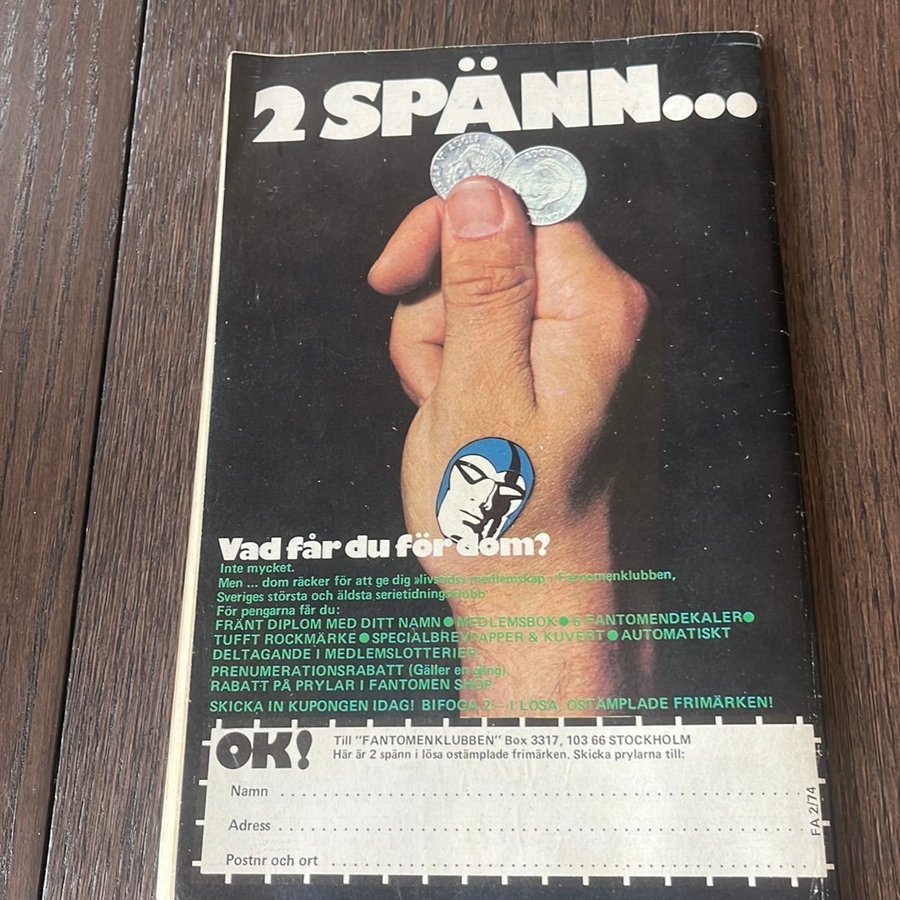 2 SPÄNN...
Vad får du för dom?
Inte mycket.
Men ... dom räcker för att ge dig »livstids» medlemskap i Fantomenklubben,
Sveriges största och äldsta serietidningsklubb
För pengarna får du:
FRÄNT DIPLOM MED DITT NAMN ● MEDLEMSBOK ● 6 FANTOMENDEKALER ●
TUFFT ROCKMÄRKE ● SPECIALBREVPAPPER & KUVERT ● AUTOMATISKT
DELTAGANDE I MEDLEMSLOTTERIER
PRENUMERATIONSRABATT (Gäller en gång)
RABATT PÅ PRYLAR I FANTOMEN SHOP
SKICKA IN KUPONGEN IDAG! BIFOGA 2:— I LÖSA, OSTÄMPLADE FRIMÄRKEN!
OK!
Till "FANTOMENKLUBBEN" Box 3317, 103 66 STOCKHOLM
Här är 2 spänn i lösa ostämplade frimärken. Skicka prylarna till:
Namn
Adress
Postnr och ort
FA 2/74